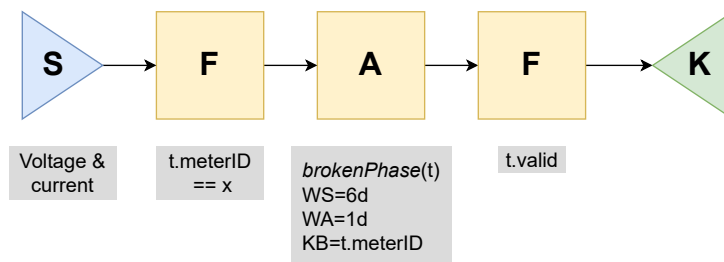 S
F
A
F
K
Voltage &
current
t.meterID
== x
brokenPhase(t)
WS=6d
WA=1d
KB=t.meterID
t.valid